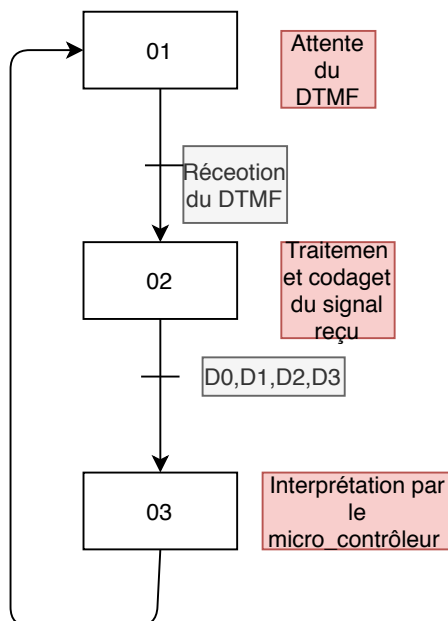 01
Attente
du
DTMF
Réceotion
du DTMF
02
Traitemen
et codaget
du signal
reçu
D0,D1,D2,D3
03
Interprétation par
le
micro_contrôleur